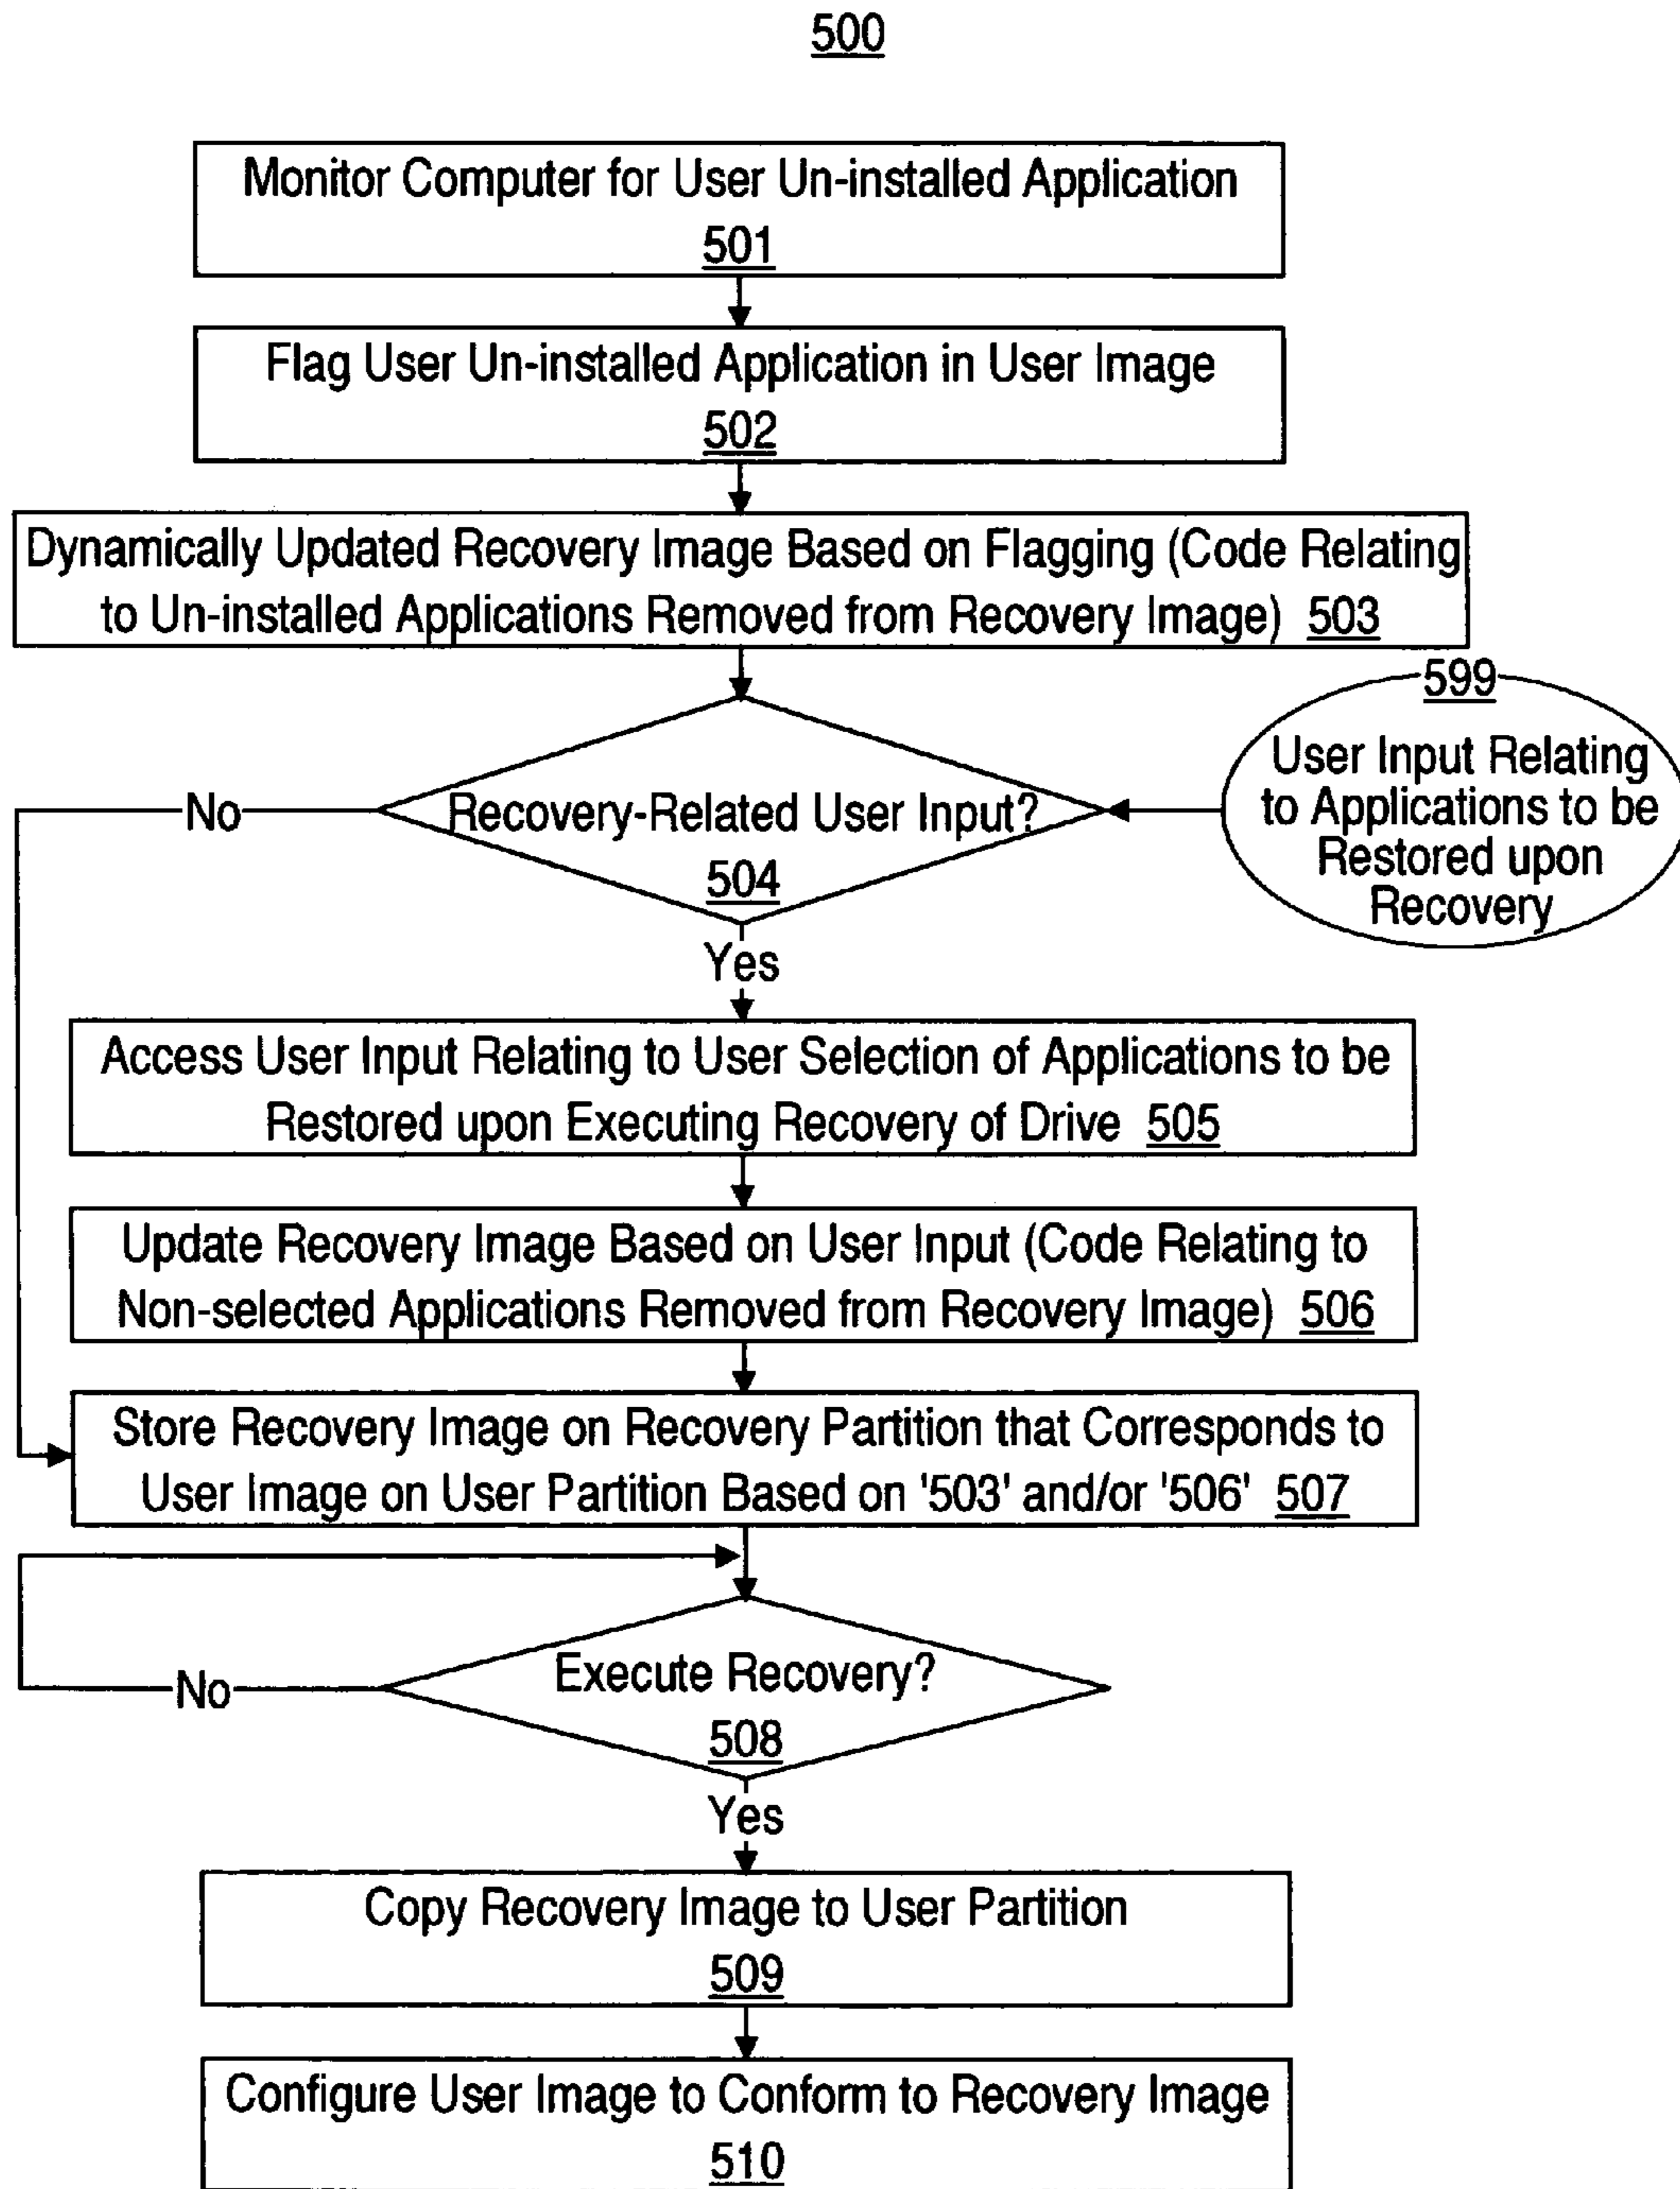 500
Monitor Computer for User Un-installed Application
501
Flag User Un-installed Application in User Image
502
Dynamically Updated Recovery Image Based on Flagging (Code Relating
to Un-installed Applications Removed from Recovery Image) 503
599
User Input Relating
to Applications to be
Restored upon
Recovery
No
Recovery-Related User Input?
504
Yes
Access User Input Relating to User Selection of Applications to be
Restored upon Executing Recovery of Drive 505
Update Recovery Image Based on User Input (Code Relating to
Non-selected Applications Removed from Recovery Image) 506
Store Recovery Image on Recovery Partition that Corresponds to
User Image on User Partition Based on '503' and/or '506' 507
Execute Recovery?
No
508
Yes
Copy Recovery Image to User Partition
509
Configure User Image to Conform to Recovery Image
510